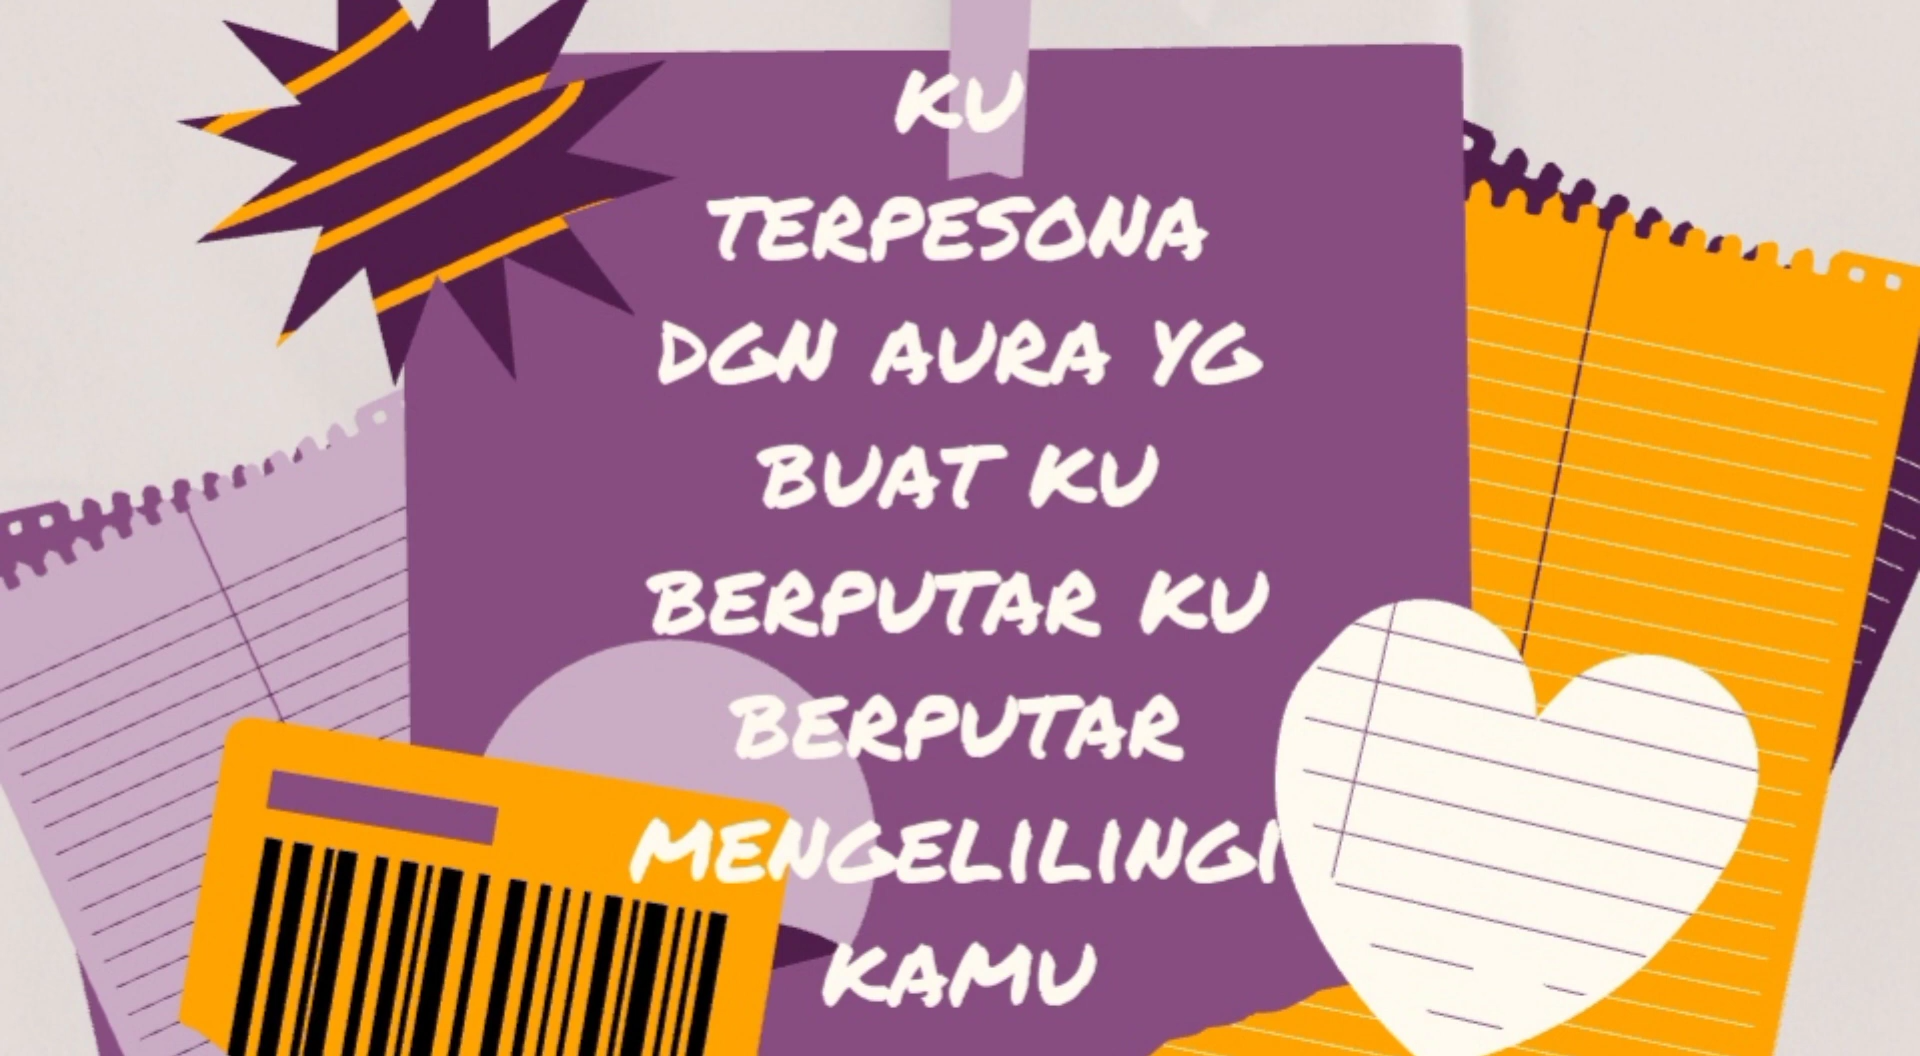 KU
TERPESONA
DGN AURA YG
BUAT KU
BERPUTAR KU
BERPUTAR
MENGELILINGI
KAMU